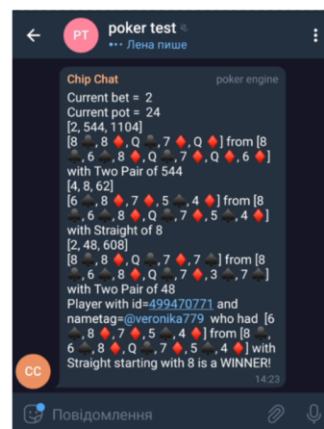 PT
poker test
Лена пише
Chip Chat
poker engine
Current bet = 2
Current pot = 24
[2, 544, 1104]
[8 ♣, 8 ♦, Q ♣, 7 ♦, Q ♦] from [8
♣, 6 ♣, 8 ♦, Q ♣, 7 ♦, Q ♦, 6 ♦]
with Two Pair of 544
[4, 8, 62]
[6 ♣, 8 ♦, 7 ♦, 5 ♣, 4 ♦] from [8
♣, 6 ♣, 8 ♦, Q ♣, 7 ♦, 5 ♣, 4 ♦]
with Straight of 8
[2, 48, 608]
[8 ♣, 8 ♦, Q ♣, 7 ♦, 7 ♣] from [8
♣, 6 ♣, 8 ♦, Q ♣, 7 ♦, 3 ♣, 7 ♣]
with Two Pair of 48
Player with id=499470771 and
nametag=@veronika779 who had [6
♣, 8 ♦, 7 ♦, 5 ♣, 4 ♦] from [8 ♣,
6 ♣, 8 ♦, Q ♣, 7 ♦, 5 ♣, 4 ♦] with
Straight starting with 8 is a WINNER!
14:23
CC
Повідомлення